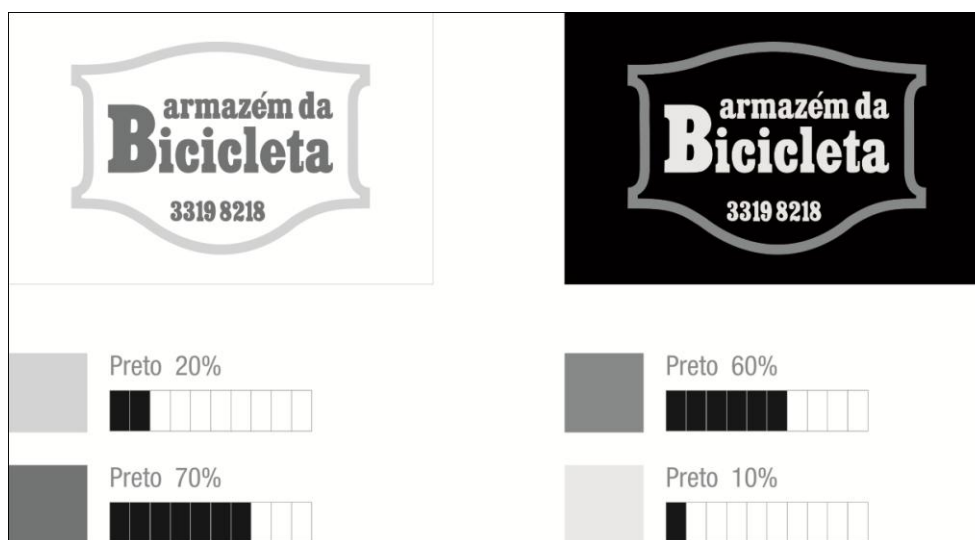 armazém da
Bicicleta
3319 8218
armazém da
Bicicleta
3319 8218
Preto 20%
Preto 60%
Preto 70%
Preto 10%